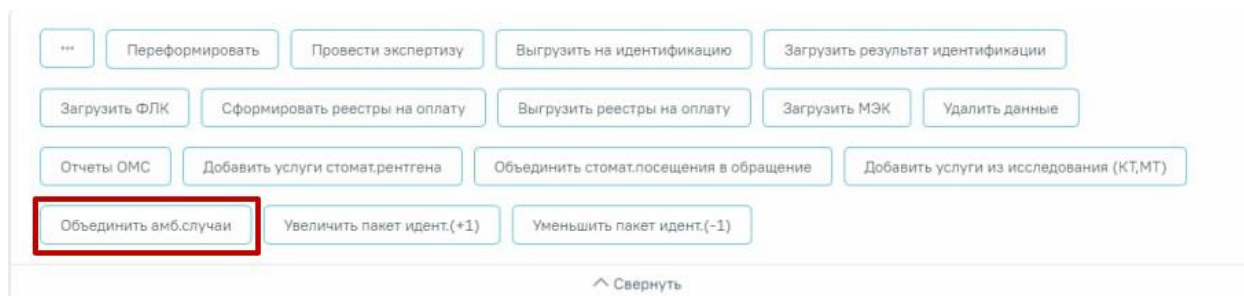 ... Переформировать Провести экспертизу Выгрузить на идентификацию Загрузить результат идентификации
Загрузить ФЛК Сформировать реестры на оплату Выгрузить реестры на оплату Загрузить МЭК Удалить данные
Отчеты ОМС Добавить услуги стомат.рентгена Объединить стомат.посещения в обращение Добавить услуги из исследования (КТ,МТ)
Объединить амб.случаи Увеличить пакет идент.(+1) Уменьшить пакет идент.(-1)
Свернуть